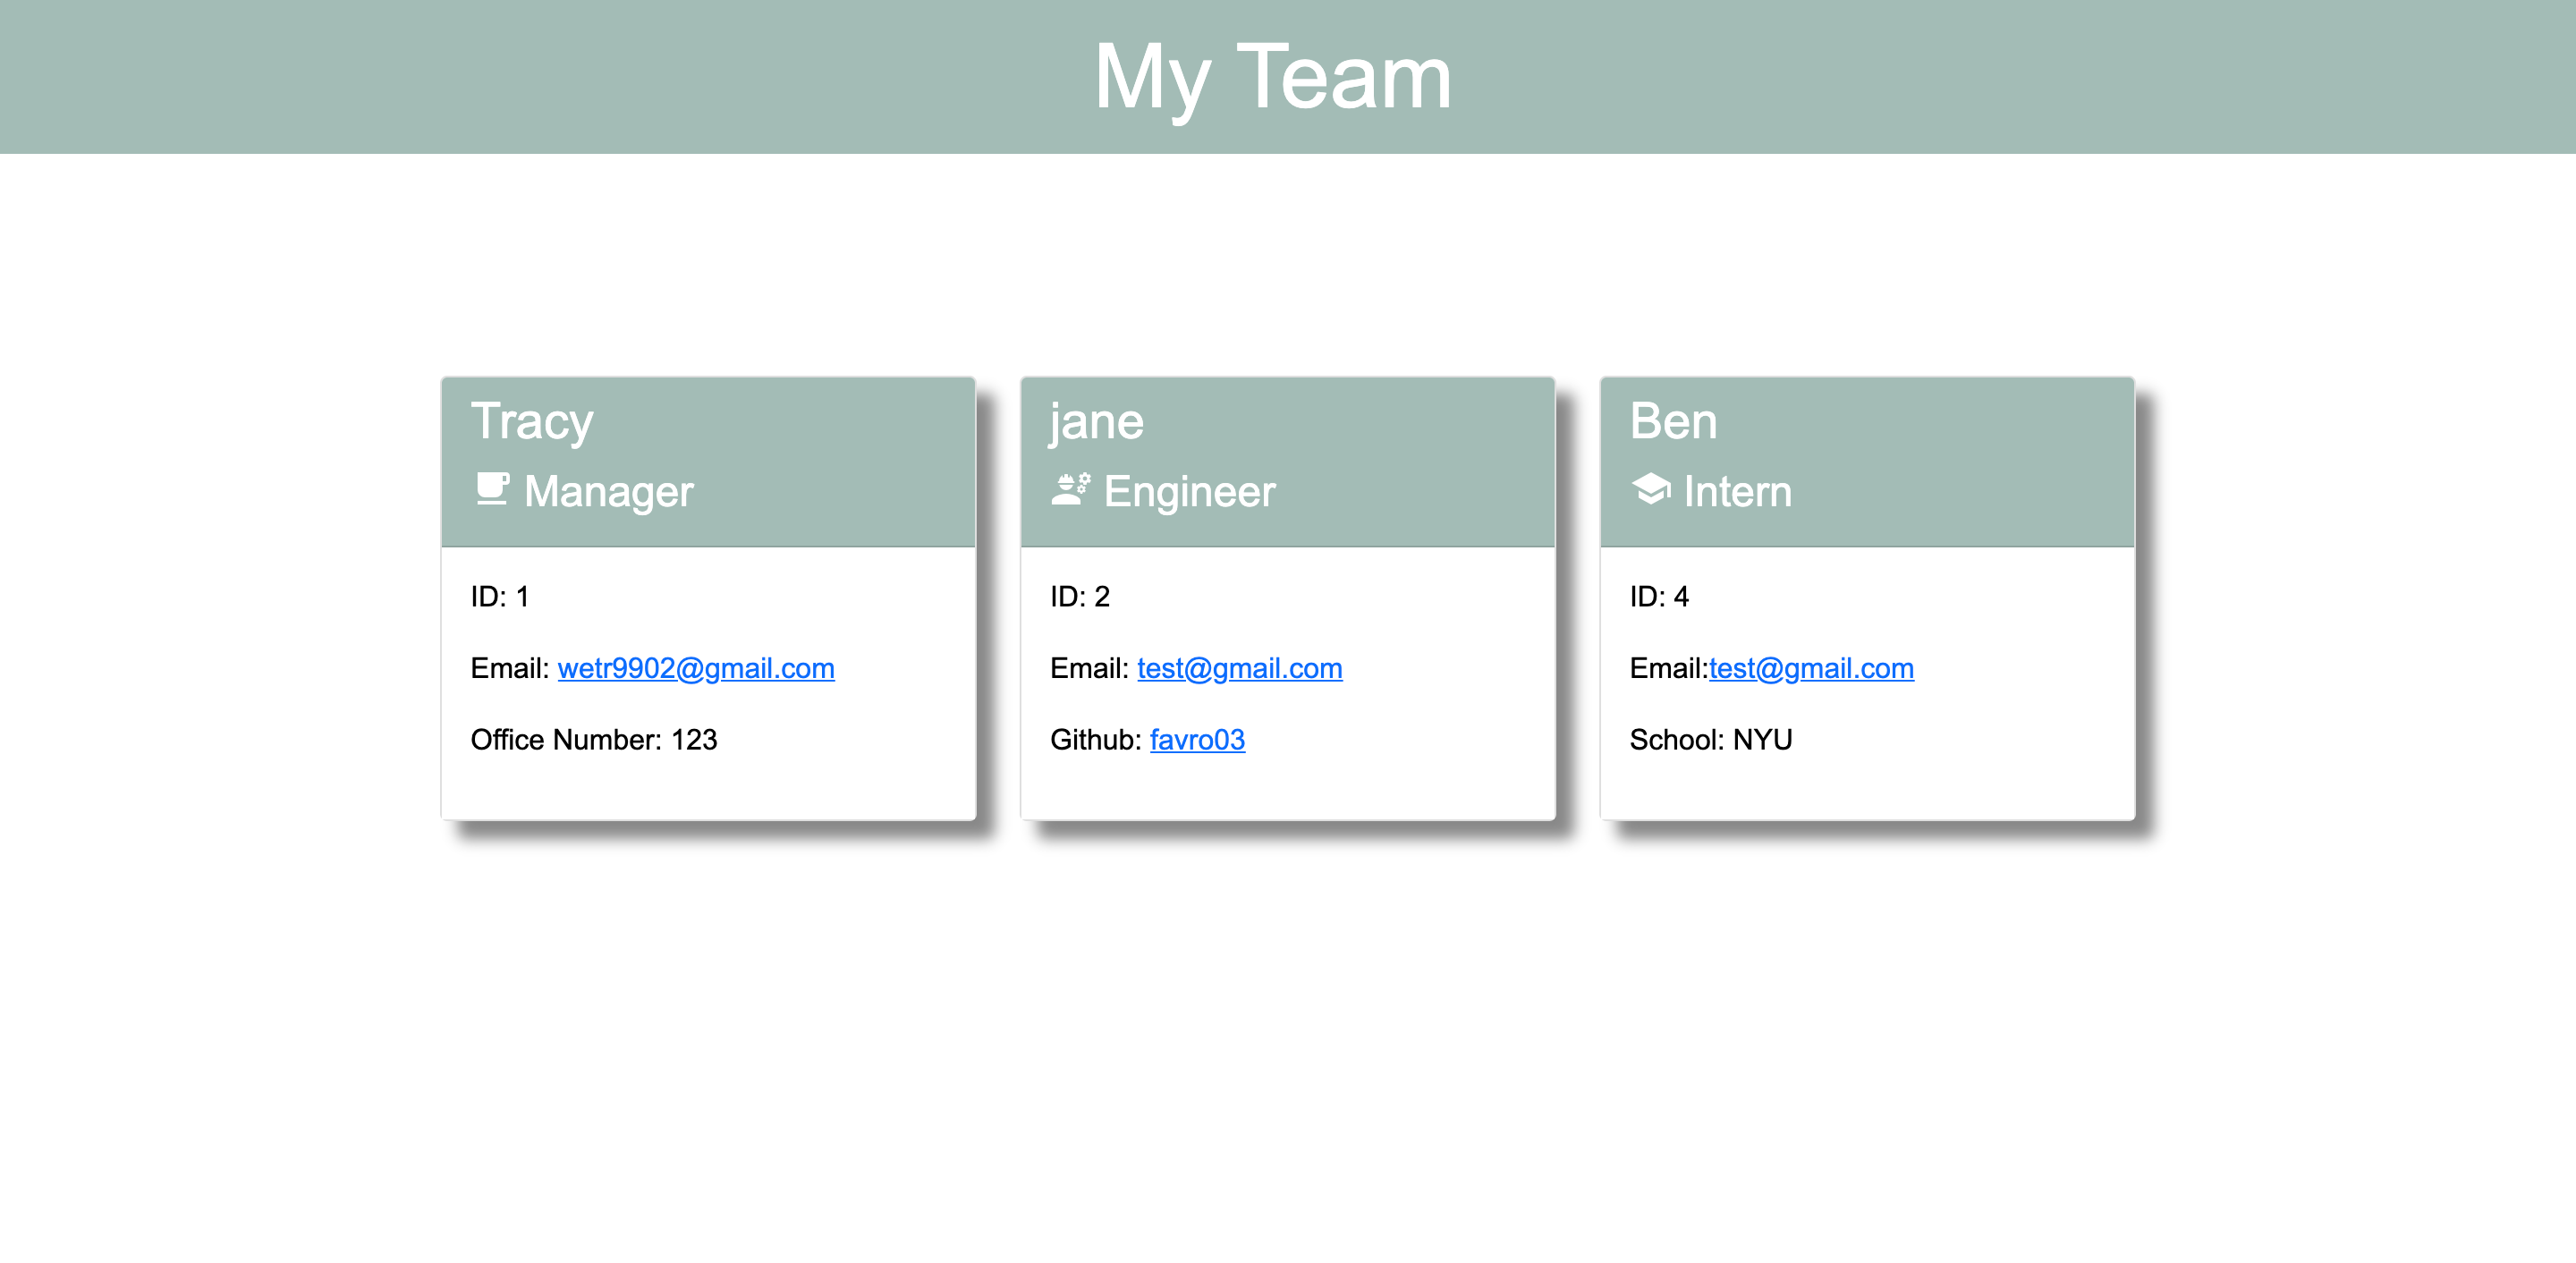 My Team
Tracy
Manager
ID: 1
Email: wetr9902@gmail.com
Office Number: 123
jane
Engineer
ID: 2
Email: test@gmail.com
Github: favro03
Ben
Intern
ID: 4
Email:test@gmail.com
School: NYU